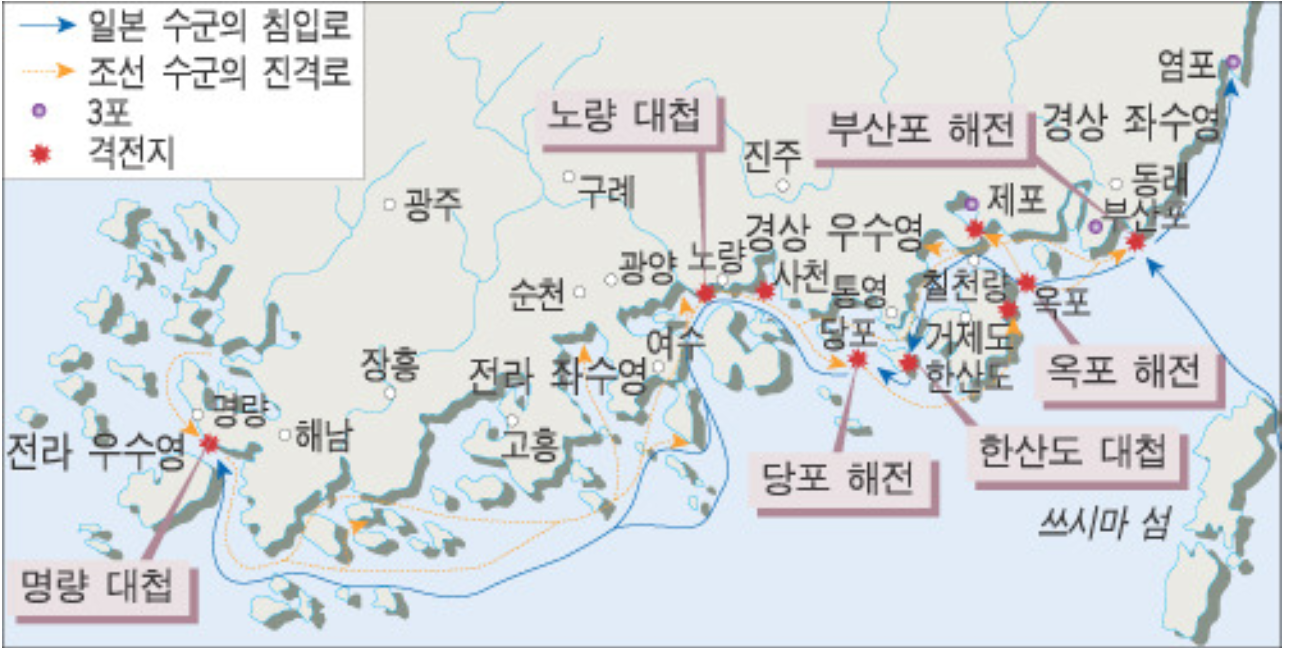 일본 수군의 침입로
조선 수군의 진격로
3포
격전지
염포
노량 대첩
부산포 해전
경상 좌수영
진주
동래
광주
구례
제포
부산포
경상 우수영
광양
노량
사천
순천
통영
칠천량
옥포
여수
당포
거제도
장흥
전라 좌수영
한산도
옥포 해전
명량
해남
고흥
전라 우수영
당포 해전
한산도 대첩
쓰시마 섬
명량 대첩